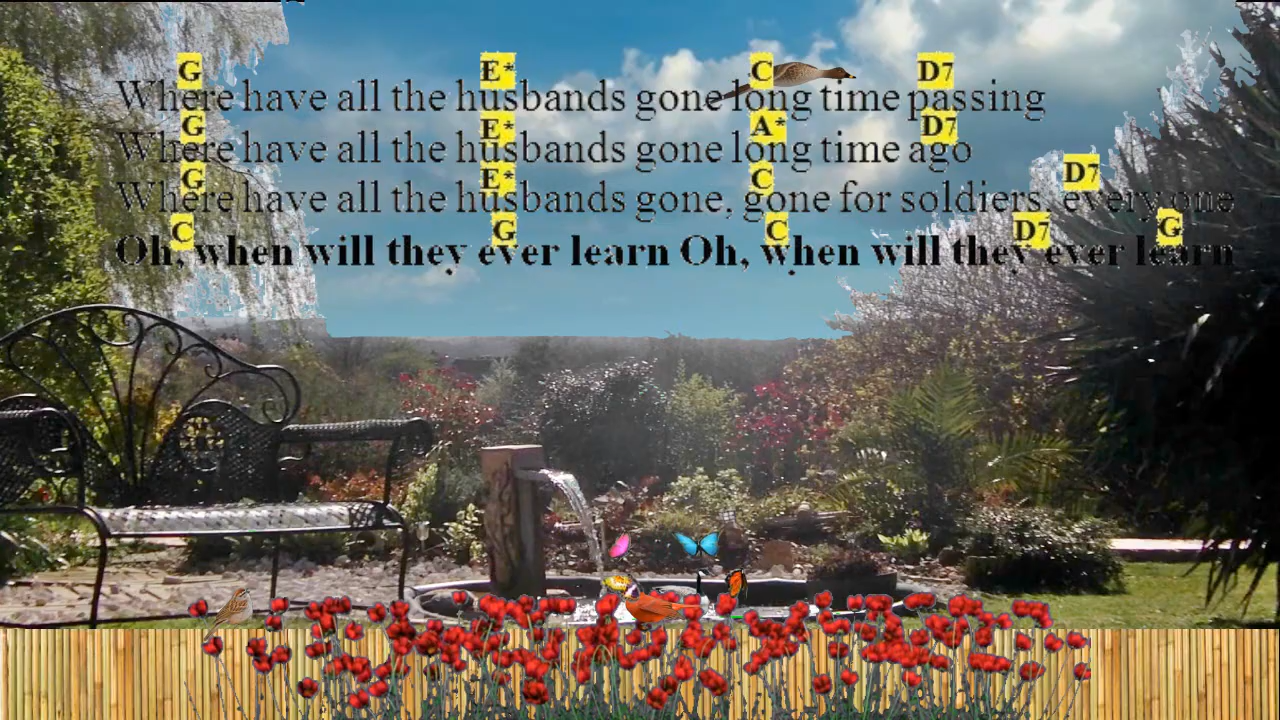 G E* C D7
Where have all the husbands gone long time passing
G E* A* D7
Where have all the husbands gone long time ago
G E* C D7
Where have all the husbands gone, gone for soldiers, every one
C G C D7 G
Oh, when will they ever learn Oh, when will they ever learn